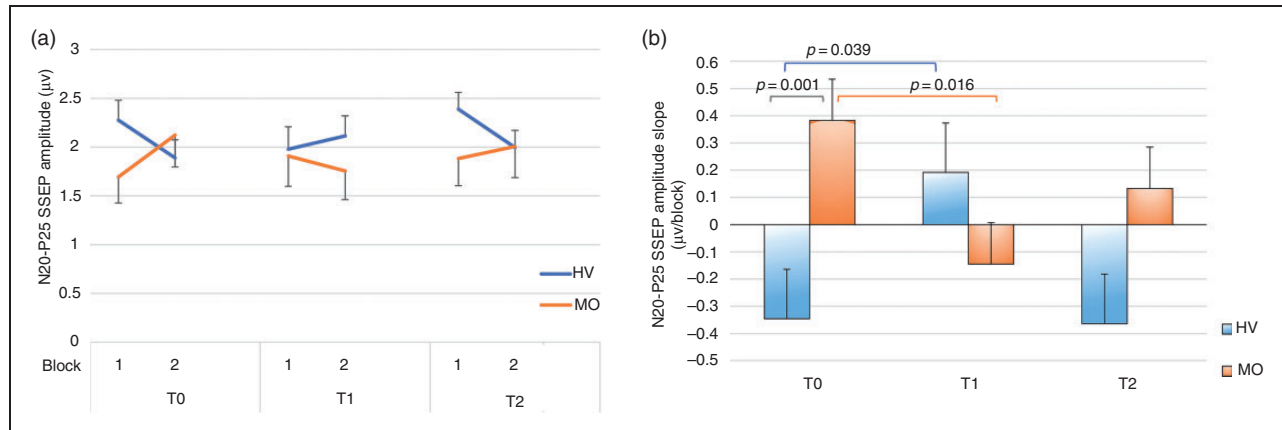 (a)
3
2.5
2
1.5
1
0.5
0
N20-P25 SSEP amplitude (μv)
HV
MO
Block 1 2 1 2 1 2
T0 T1 T2
(b)
p = 0.039
p = 0.001
p = 0.016
0.6
0.5
0.4
0.3
0.2
0.1
0
–0.1
–0.2
–0.3
–0.4
–0.5
N20-P25 SSEP amplitude slope
(μv/block)
T0 T1 T2
HV
MO